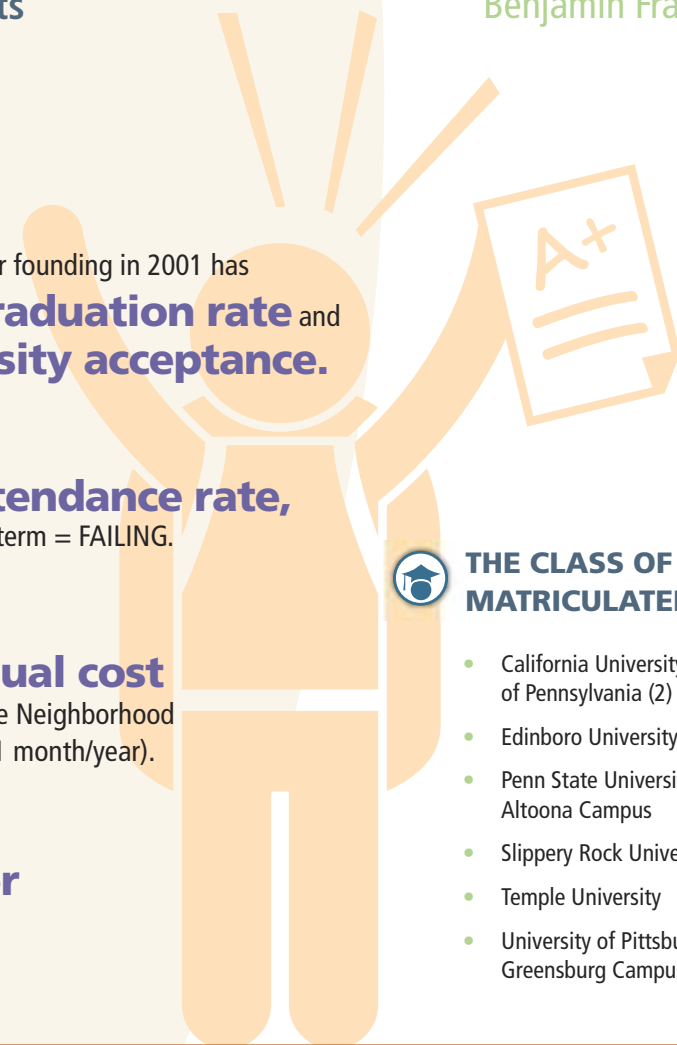 ts
Benjamin Fra
r founding in 2001 has
raduation rate and
sity acceptance.
tendance rate,
term = FAILING.
ual cost
e Neighborhood
1 month/year).
r
A+
THE CLASS OF
MATRICULATE
California University
of Pennsylvania (2)
Edinboro University
Penn State Universi
Altoona Campus
Slippery Rock Unive
Temple University
University of Pittsbu
Greensburg Campu